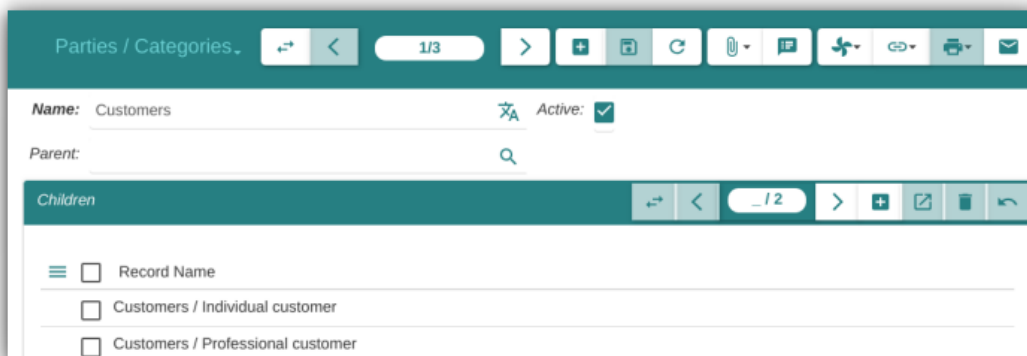 Parties / Categories
1/3
Name: Customers Active:
Parent:
Children _ / 2
Record Name
Customers / Individual customer
Customers / Professional customer